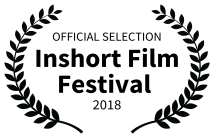 OFFICIAL SELECTION
Inshort Film
Festival
2018